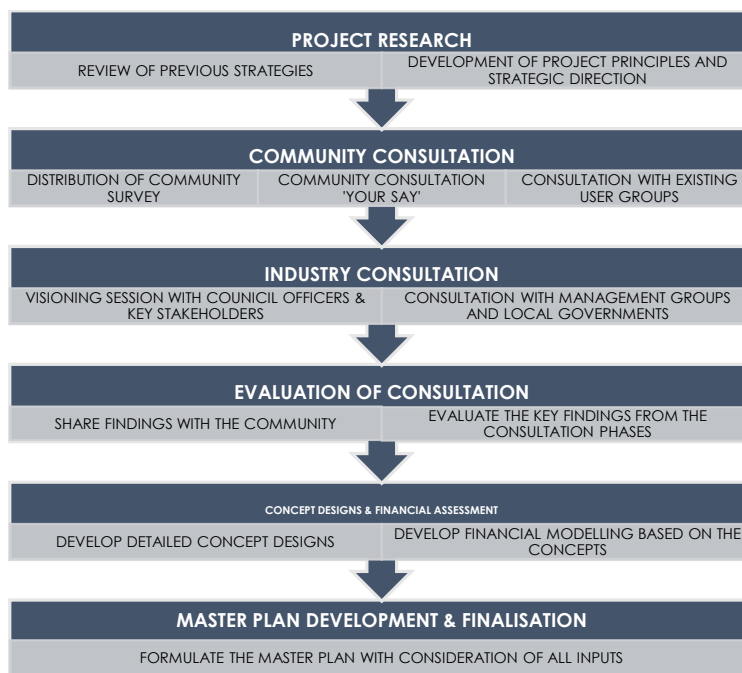 PROJECT RESEARCH
REVIEW OF PREVIOUS STRATEGIES
DEVELOPMENT OF PROJECT PRINCIPLES AND
STRATEGIC DIRECTION
COMMUNITY CONSULTATION
DISTRIBUTION OF COMMUNITY
SURVEY
COMMUNITY CONSULTATION
'YOUR SAY'
CONSULTATION WITH EXISTING
USER GROUPS
INDUSTRY CONSULTATION
VISIONING SESSION WITH COUNICIL OFFICERS &
KEY STAKEHOLDERS
CONSULTATION WITH MANAGEMENT GROUPS
AND LOCAL GOVERNMENTS
EVALUATION OF CONSULTATION
SHARE FINDINGS WITH THE COMMUNITY
EVALUATE THE KEY FINDINGS FROM THE
CONSULTATION PHASES
CONCEPT DESIGNS & FINANCIAL ASSESSMENT
DEVELOP DETAILED CONCEPT DESIGNS
DEVELOP FINANCIAL MODELLING BASED ON THE
CONCEPTS
MASTER PLAN DEVELOPMENT & FINALISATION
FORMULATE THE MASTER PLAN WITH CONSIDERATION OF ALL INPUTS